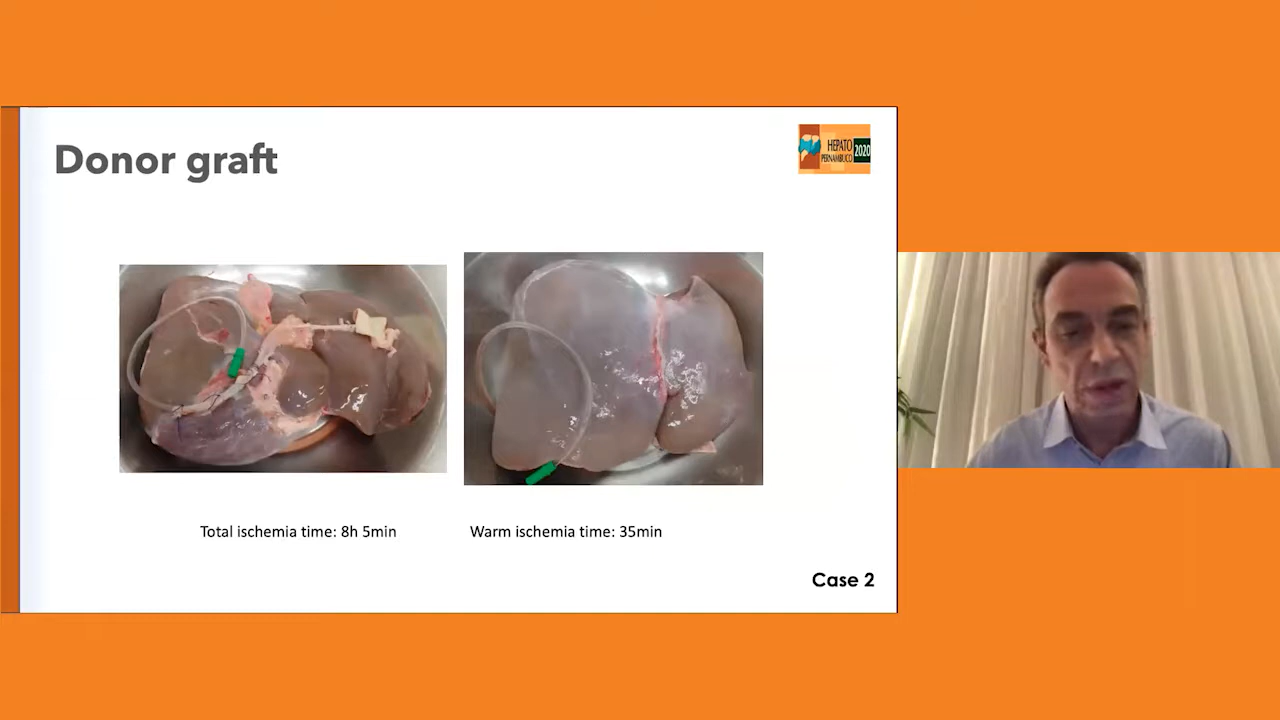 Donor graft
HEPATO
PERNAMBUCO
2020
Total ischemia time: 8h 5min
Warm ischemia time: 35min
Case 2